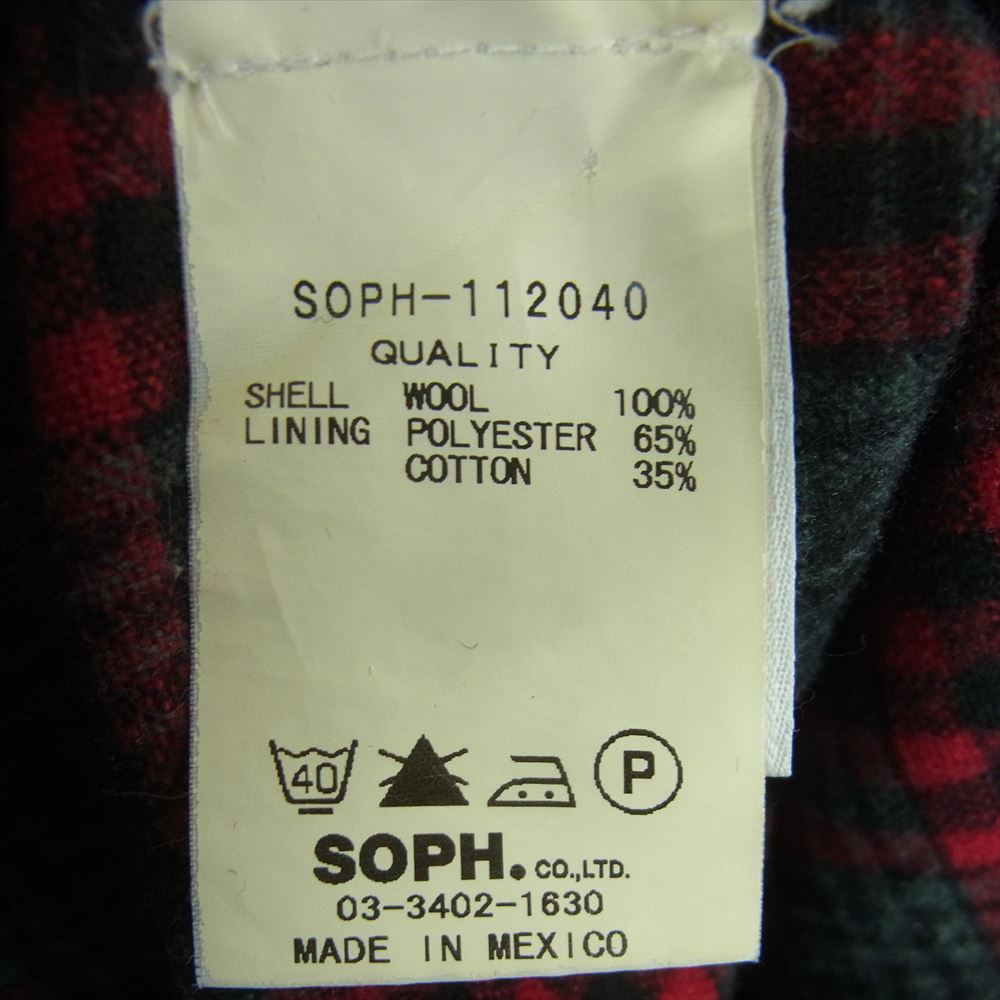 SOPH-112040
QUALITY
SHELL WOOL 100%
LINING POLYESTER 65%
COTTON 35%
40 P
SOPH. CO.,LTD.
03-3402-1630
MADE IN MEXICO